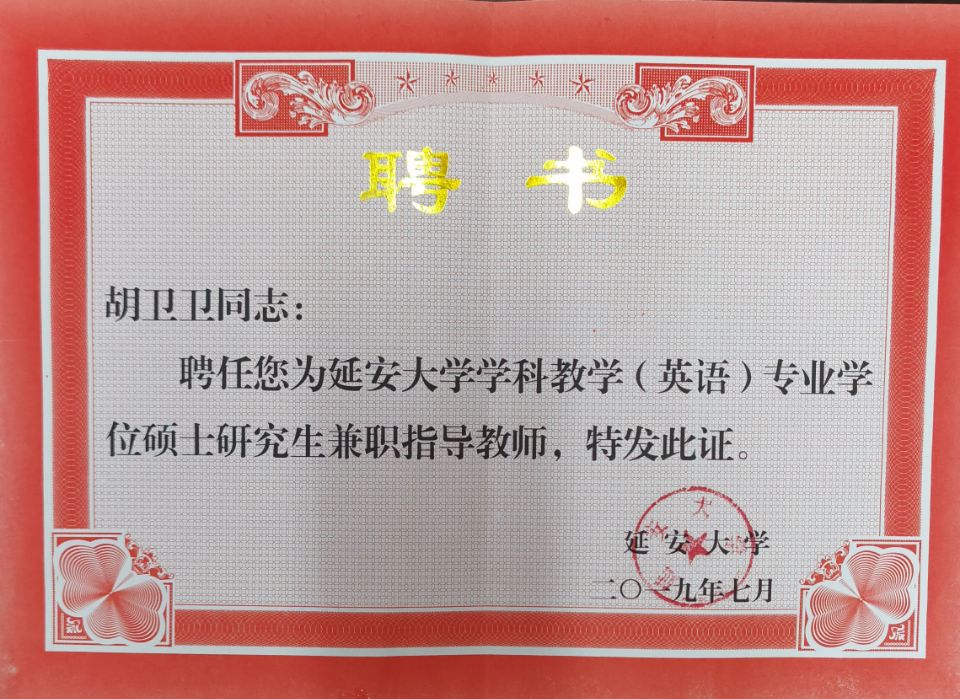 聘 书
胡卫卫同志：
聘任您为延安大学学科教学（英语）专业学
位硕士研究生兼职指导教师，特发此证。
延安大学
二〇一九年七月